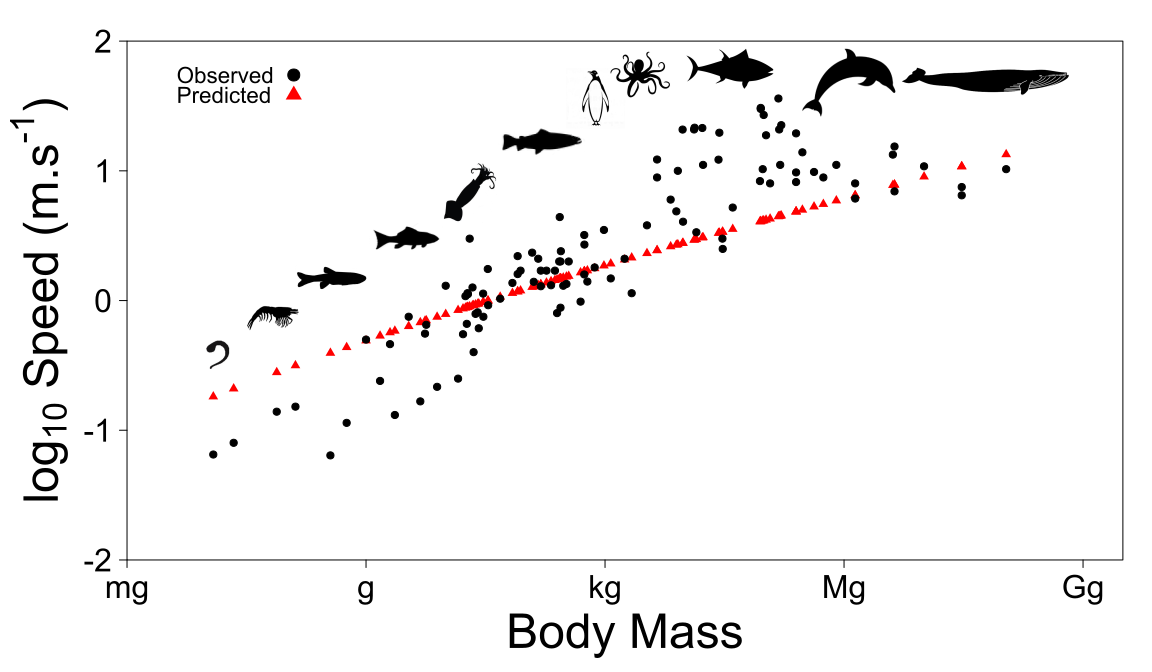 2
Observed
Predicted
1
0
-1
-2
log10 Speed (m.s-1)
mg g kg Mg Gg
Body Mass